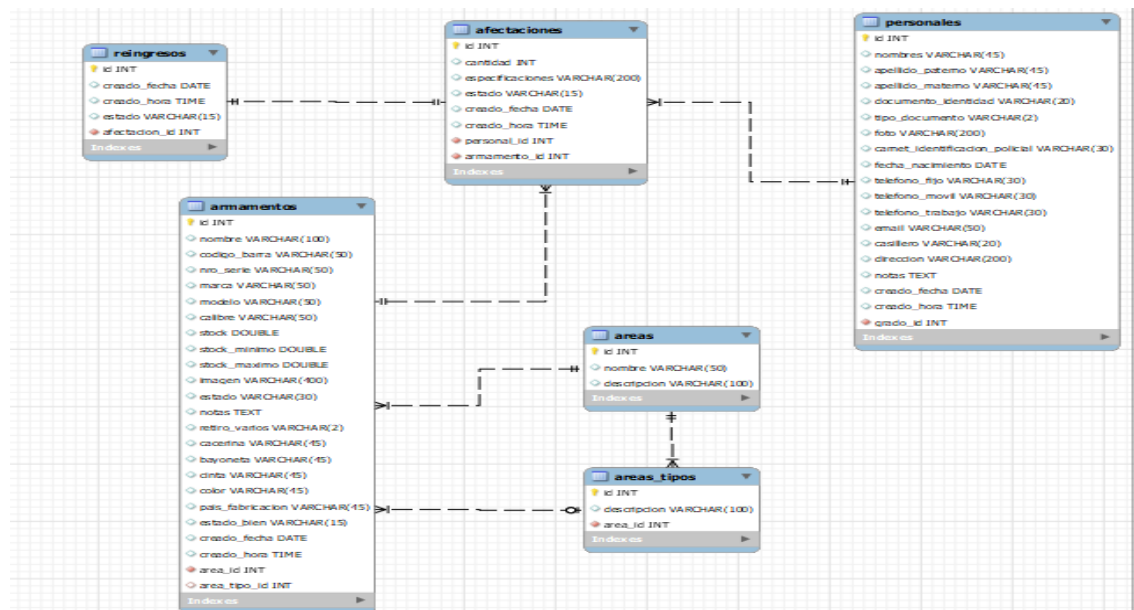 reingresos
id INT
creado_fecha DATE
creado_hora TIME
estado VARCHAR(15)
afectacion_id INT
Indexes
afectaciones
id INT
cantidad INT
especificaciones VARCHAR(200)
estado VARCHAR(15)
creado_fecha DATE
creado_hora TIME
personal_id INT
armamento_id INT
Indexes
personales
id INT
nombres VARCHAR(45)
apellido_paterno VARCHAR(45)
apellido_materno VARCHAR(45)
documento_identidad VARCHAR(20)
tipo_documento VARCHAR(2)
foto VARCHAR(200)
carnet_identificacion_policial VARCHAR(30)
fecha_nacimiento DATE
telefono_fijo VARCHAR(30)
telefono_movil VARCHAR(30)
telefono_trabajo VARCHAR(30)
email VARCHAR(50)
casillero VARCHAR(20)
direccion VARCHAR(200)
notas TEXT
creado_fecha DATE
creado_hora TIME
grado_id INT
Indexes
armamentos
id INT
nombre VARCHAR(100)
codigo_barra VARCHAR(50)
nro_serie VARCHAR(50)
marca VARCHAR(50)
modelo VARCHAR(50)
calibre VARCHAR(50)
stock DOUBLE
stock_minimo DOUBLE
stock_maximo DOUBLE
imagen VARCHAR(400)
estado VARCHAR(30)
notas TEXT
retiro_varios VARCHAR(2)
cacerina VARCHAR(45)
bayoneta VARCHAR(45)
cinta VARCHAR(45)
color VARCHAR(45)
pais_fabricacion VARCHAR(45)
estado_bien VARCHAR(15)
creado_fecha DATE
creado_hora TIME
area_id INT
area_tipo_id INT
Indexes
areas
id INT
nombre VARCHAR(50)
descripcion VARCHAR(100)
Indexes
areas_tipos
id INT
descripcion VARCHAR(100)
area_id INT
Indexes